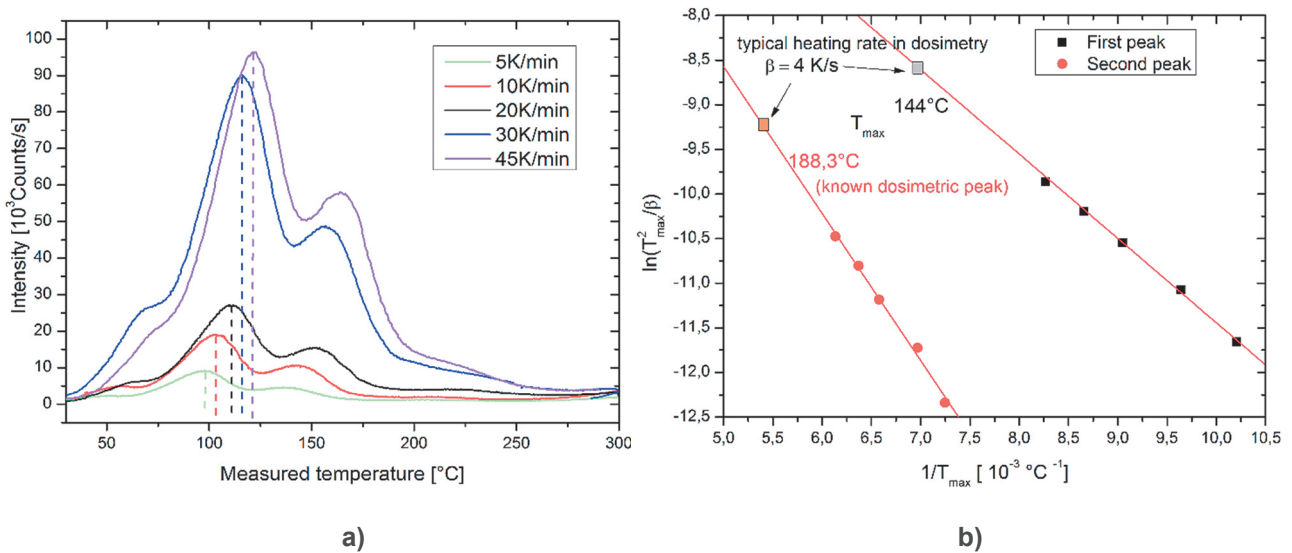 100
90
80
70
60
50
40
30
20
10
0
50
100
150
200
250
300
Intensity [10³Counts/s]
Measured temperature [°C]
5K/min
10K/min
20K/min
30K/min
45K/min
a)
-8,0
-8,5
-9,0
-9,5
-10,0
-10,5
-11,0
-11,5
-12,0
-12,5
5,0
5,5
6,0
6,5
7,0
7,5
8,0
8,5
9,0
9,5
10,0
10,5
ln(T²max/β)
1/Tmax [ 10⁻³ °C ⁻¹]
typical heating rate in dosimetry
β = 4 K/s
First peak
Second peak
144°C
Tmax
188,3°C
(known dosimetric peak)
b)